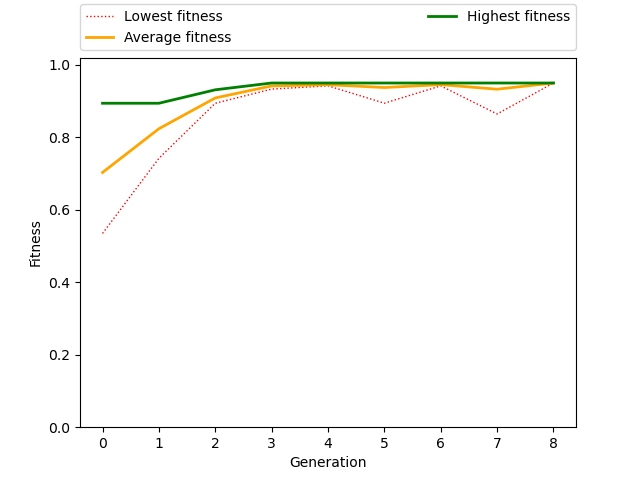 Lowest fitness
Average fitness
Highest fitness
1.0
0.8
0.6
0.4
0.2
0.0
Fitness
0 1 2 3 4 5 6 7 8
Generation